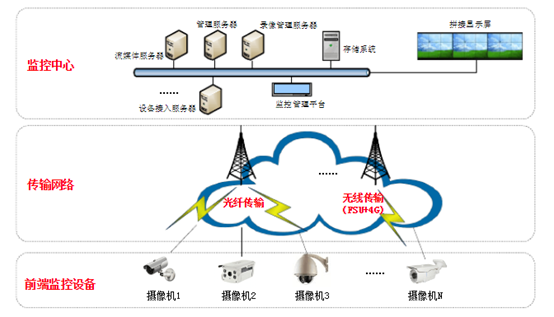 管理服务器
录像管理服务器
拼接显示屏
流媒体服务器
存储系统
监控中心
……
设备接入服务器
监控管理平台
……
传输网络
光纤传输
无线传输
(FSU+4G)
前端监控设备
……
摄像机1
摄像机2
摄像机3
摄像机N